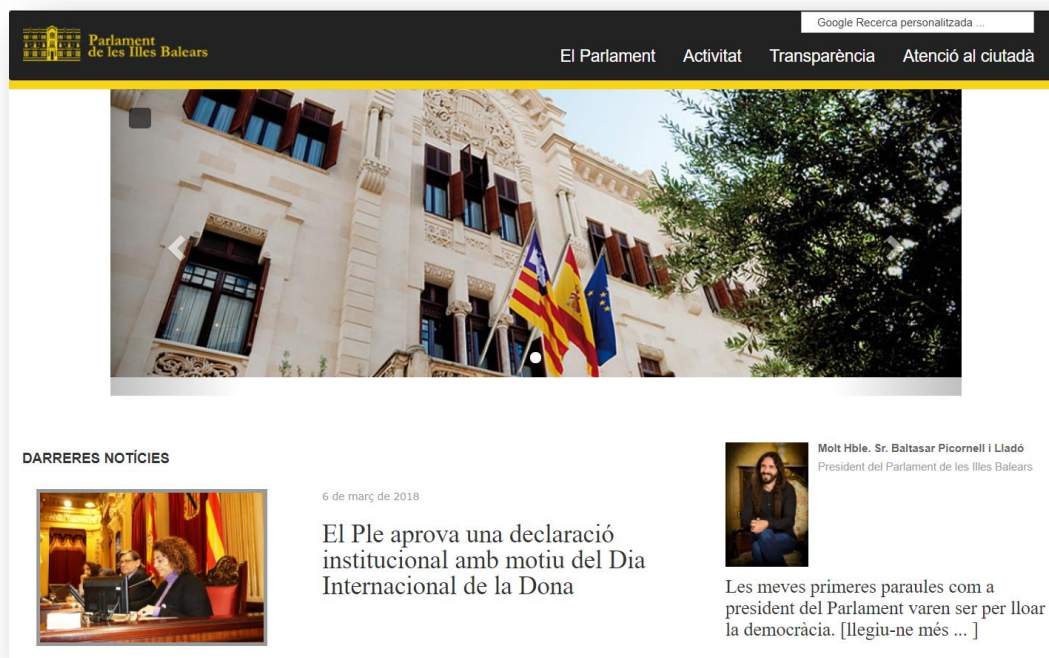 Google Recerca personalitzada ...
Parlament
de les Illes Balears
El Parlament Activitat Transparència Atenció al ciutadà
DARRERES NOTÍCIES
6 de març de 2018
El Ple aprova una declaració
institucional amb motiu del Dia
Internacional de la Dona
Molt Hble. Sr. Baltasar Picornell i Lladó
President del Parlament de les Illes Balears
Les meves primeres paraules com a
president del Parlament varen ser per lloar
la democràcia. [llegiu-ne més ... ]